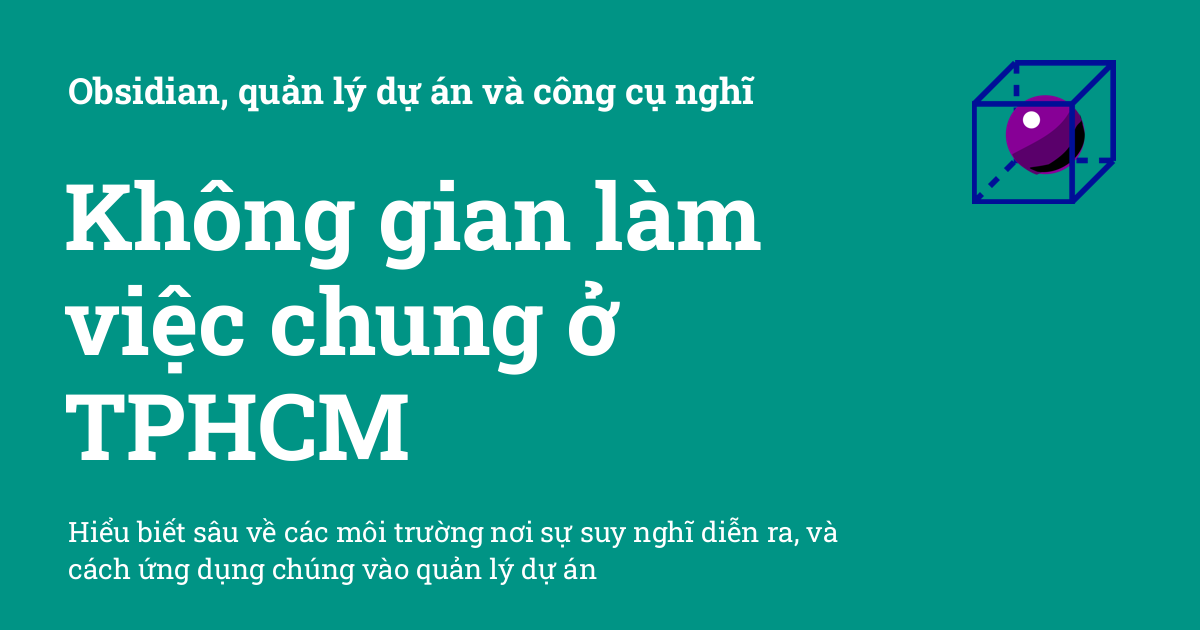 Obsidian, quản lý dự án và công cụ nghĩ
Không gian làm
việc chung ở
TPHCM
Hiểu biết sâu về các môi trường nơi sự suy nghĩ diễn ra, và
cách ứng dụng chúng vào quản lý dự án